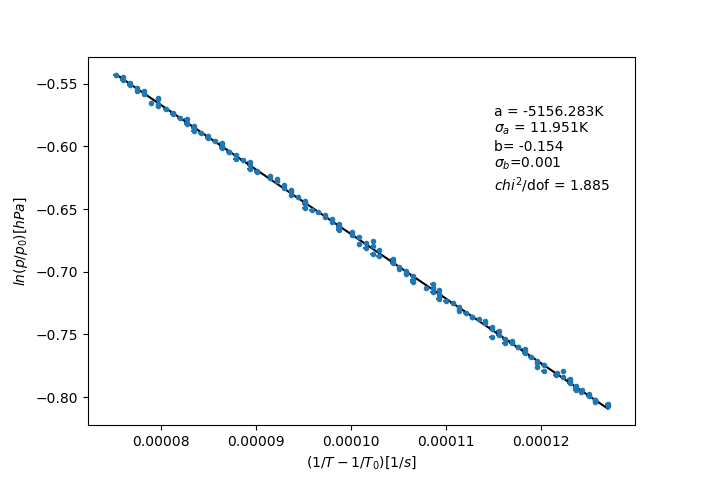 −0.55
−0.60
−0.65
−0.70
−0.75
−0.80
ln(p/p₀)[hPa]
a = -5156.283K
σₐ = 11.951K
b= -0.154
σ_b=0.001
chi²/dof = 1.885
0.00008 0.00009 0.00010 0.00011 0.00012
(1/T − 1/T₀)[1/s]